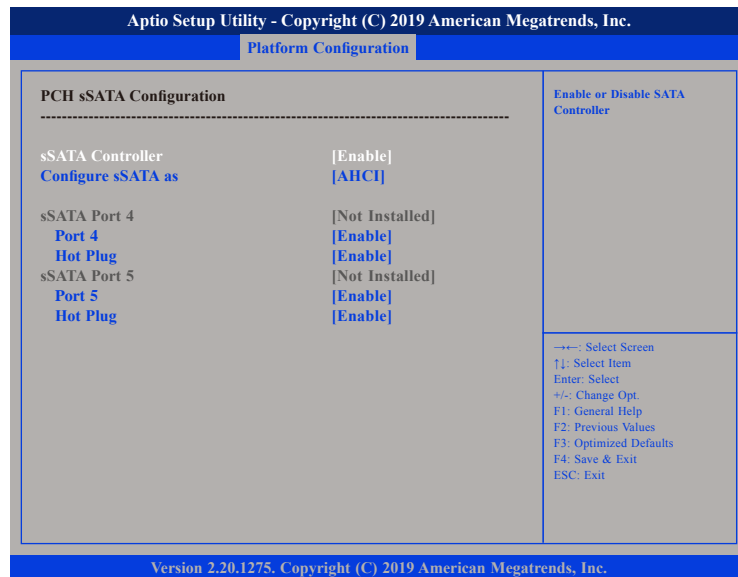 Aptio Setup Utility - Copyright (C) 2019 American Megatrends, Inc.
Platform Configuration
PCH sSATA Configuration
------------------------------------------------------------------------------
sSATA Controller [Enable]
Configure sSATA as [AHCI]
sSATA Port 4 [Not Installed]
Port 4 [Enable]
Hot Plug [Enable]
sSATA Port 5 [Not Installed]
Port 5 [Enable]
Hot Plug [Enable]
Enable or Disable SATA
Controller
→←: Select Screen
↑↓: Select Item
Enter: Select
+/-: Change Opt.
F1: General Help
F2: Previous Values
F3: Optimized Defaults
F4: Save & Exit
ESC: Exit
Version 2.20.1275. Copyright (C) 2019 American Megatrends, Inc.